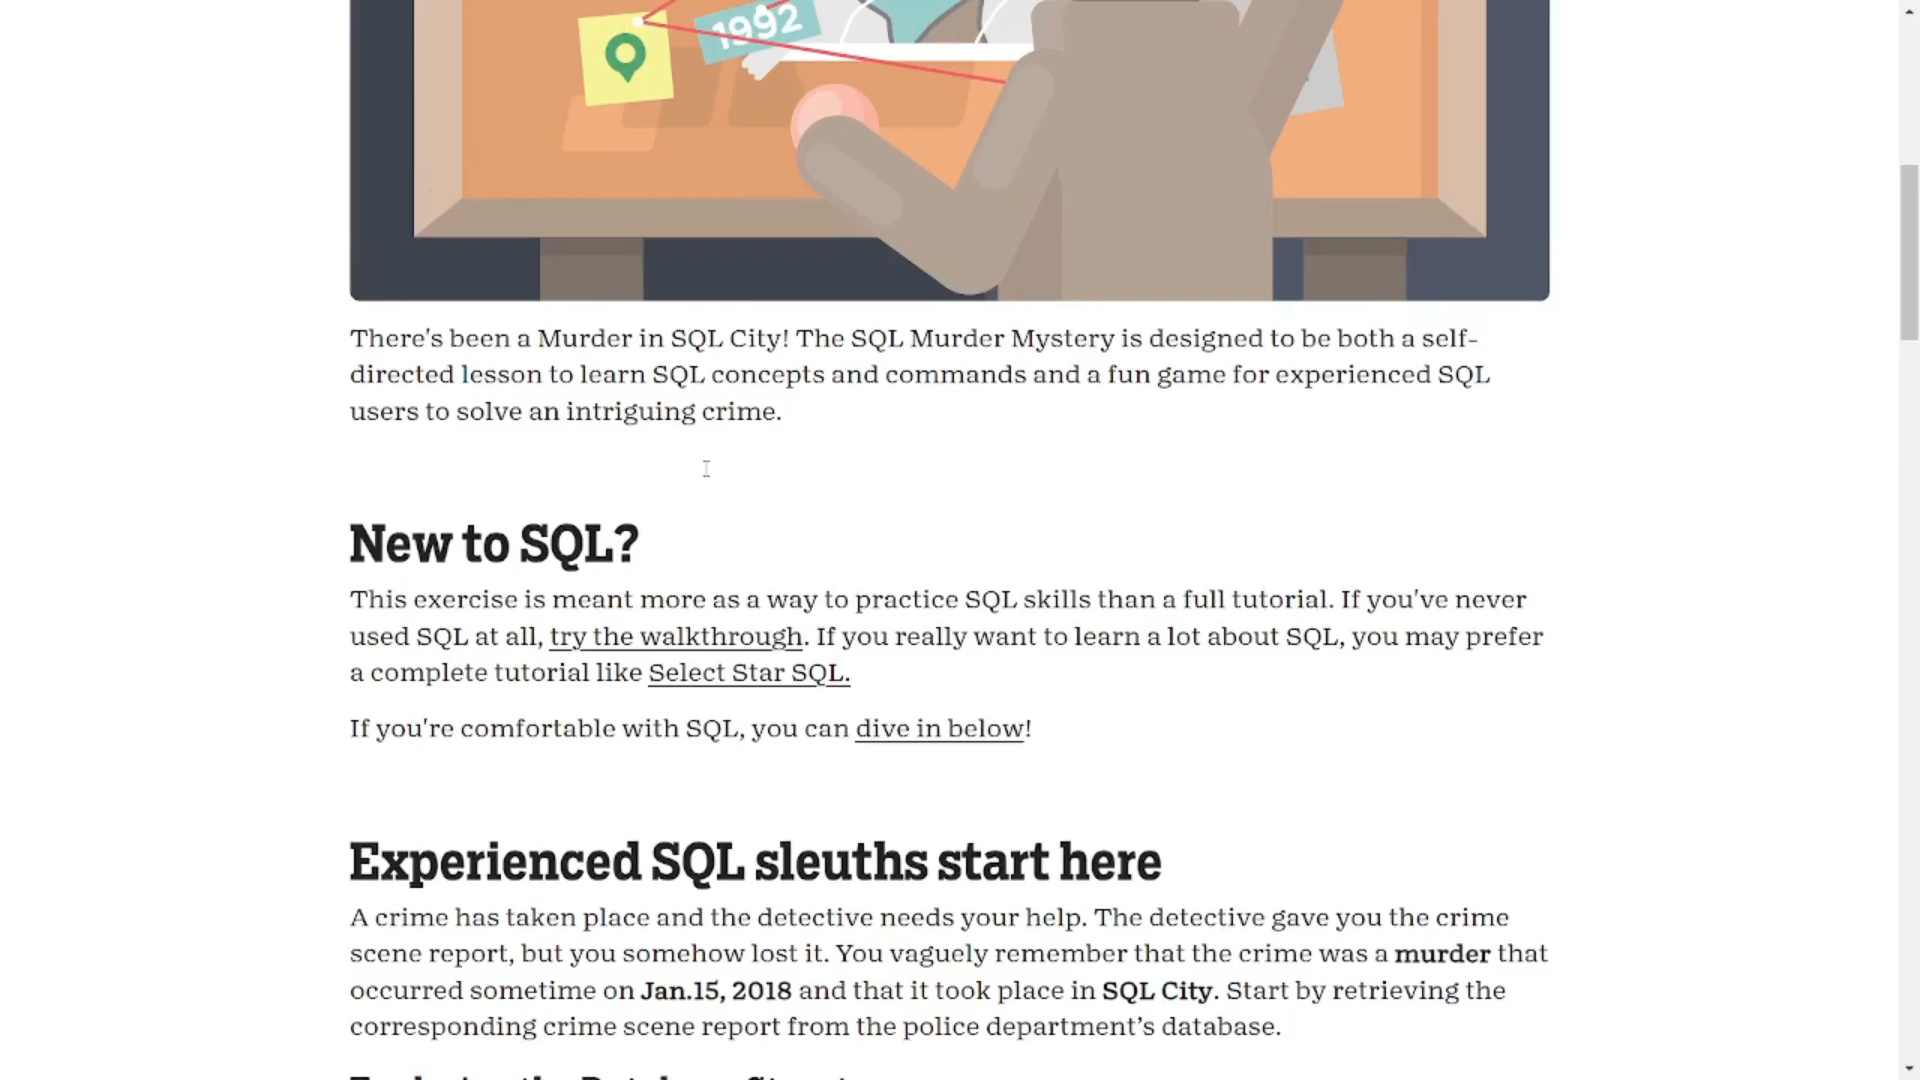 1992
There's been a Murder in SQL City! The SQL Murder Mystery is designed to be both a self-
directed lesson to learn SQL concepts and commands and a fun game for experienced SQL
users to solve an intriguing crime.
New to SQL?
This exercise is meant more as a way to practice SQL skills than a full tutorial. If you've never
used SQL at all, try the walkthrough. If you really want to learn a lot about SQL, you may prefer
a complete tutorial like Select Star SQL.
If you're comfortable with SQL, you can dive in below!
Experienced SQL sleuths start here
A crime has taken place and the detective needs your help. The detective gave you the crime
scene report, but you somehow lost it. You vaguely remember that the crime was a murder that
occurred sometime on Jan.15, 2018 and that it took place in SQL City. Start by retrieving the
corresponding crime scene report from the police department’s database.